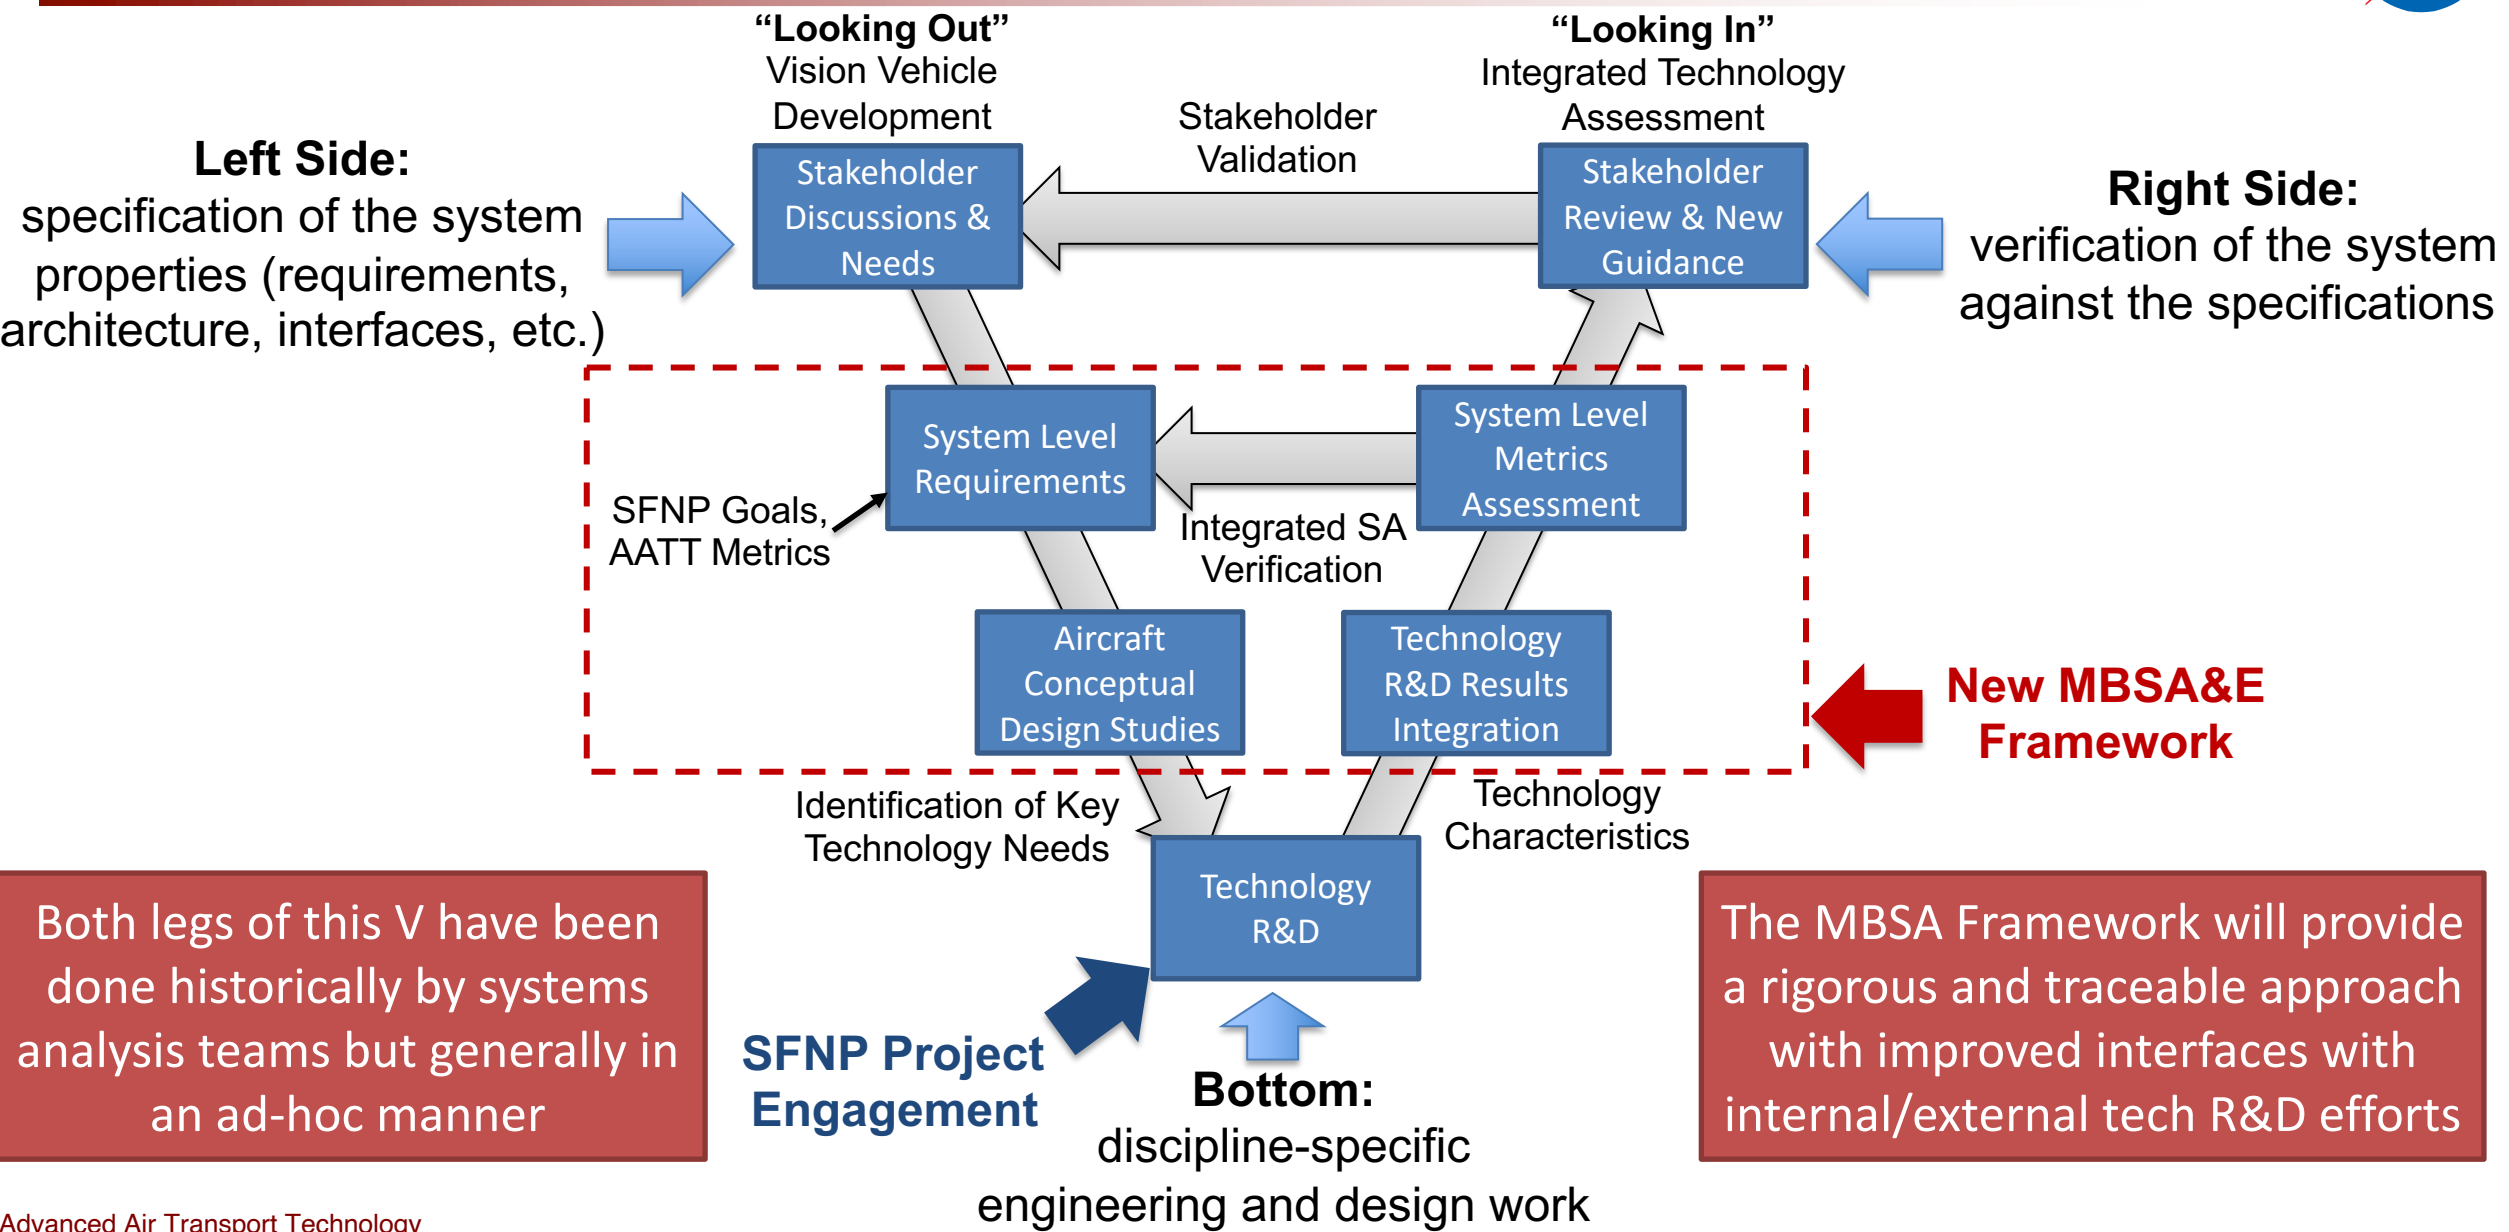 “Looking Out”
Vision Vehicle
Development
“Looking In”
Integrated Technology
Assessment
Stakeholder
Validation
Left Side:
specification of the system
properties (requirements,
architecture, interfaces, etc.)
Stakeholder
Discussions &
Needs
Stakeholder
Review & New
Guidance
Right Side:
verification of the system
against the specifications
System Level
Requirements
System Level
Metrics
Assessment
SFNP Goals,
AATT Metrics
Integrated SA
Verification
Aircraft
Conceptual
Design Studies
Technology
R&D Results
Integration
New MBSA&E
Framework
Identification of Key
Technology Needs
Technology
Characteristics
Technology
R&D
Both legs of this V have been
done historically by systems
analysis teams but generally in
an ad-hoc manner
The MBSA Framework will provide
a rigorous and traceable approach
with improved interfaces with
internal/external tech R&D efforts
SFNP Project
Engagement
Bottom:
discipline-specific
engineering and design work
Advanced Air Transport Technology